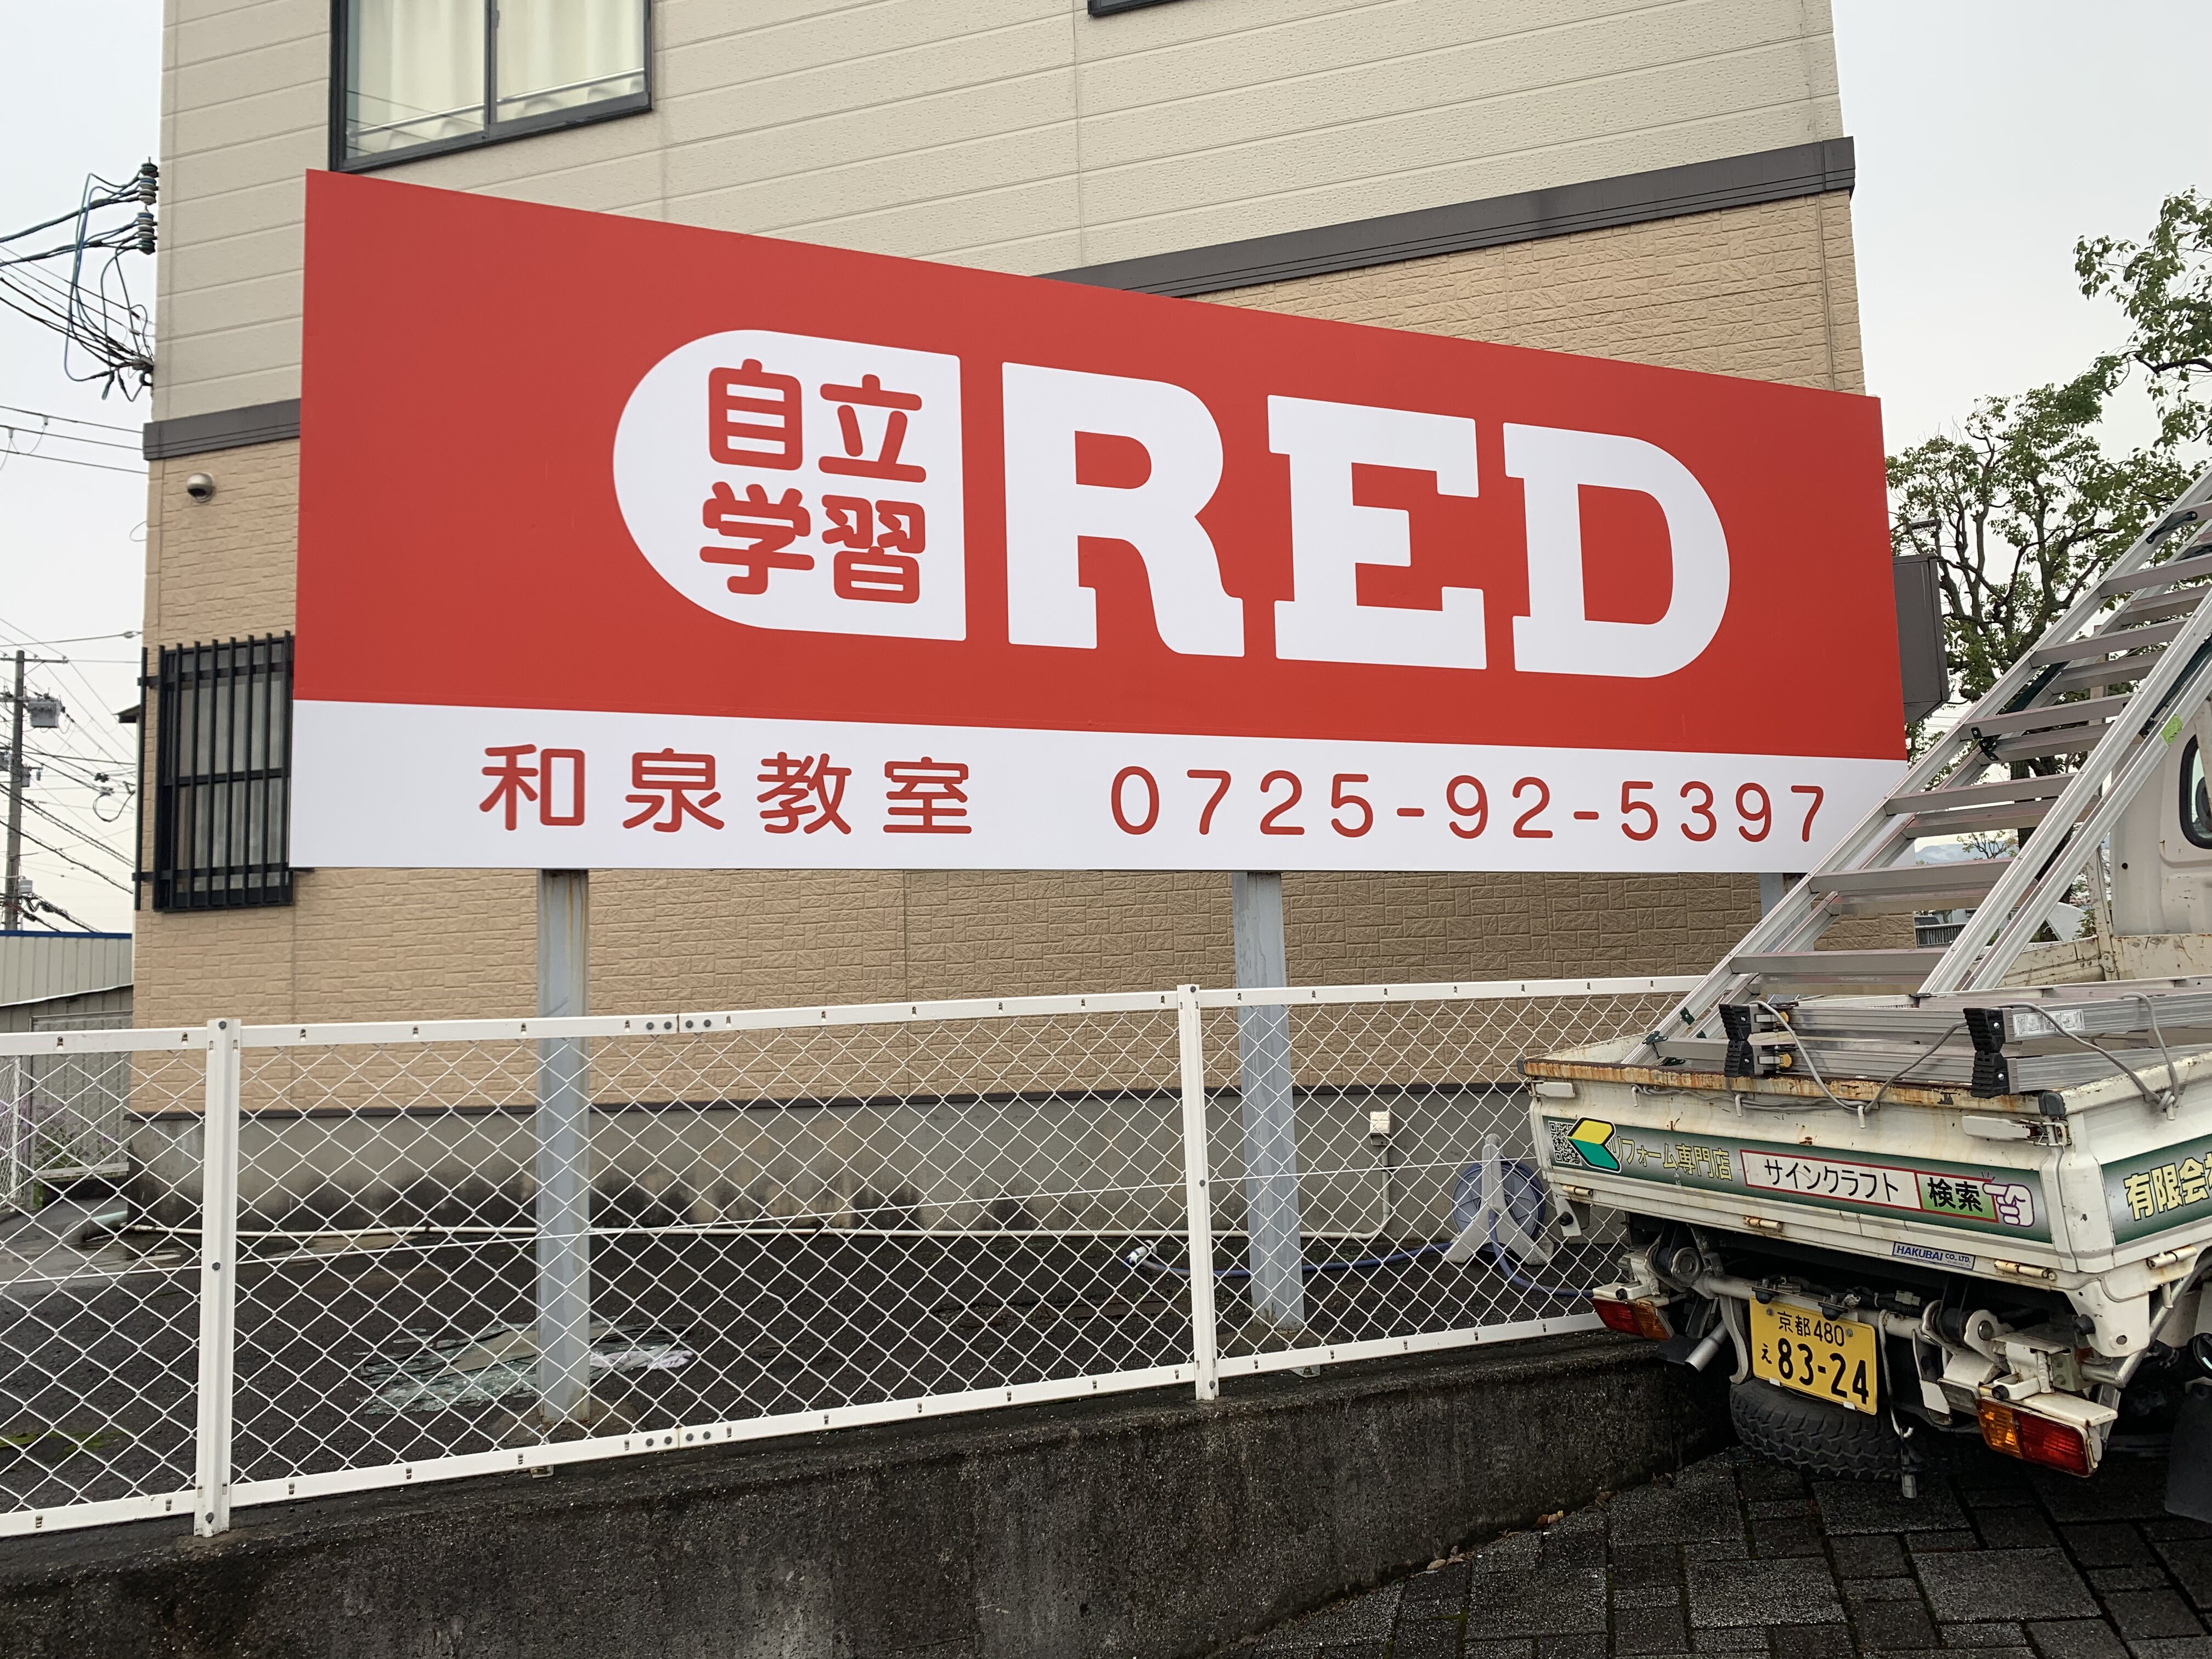 自立
学習
RED
和泉教室 0725-92-5397
リフォーム専門店 サインクラフト 検索
有限会
HAKUBAI CO.,LTD.
京都480
え 83-24